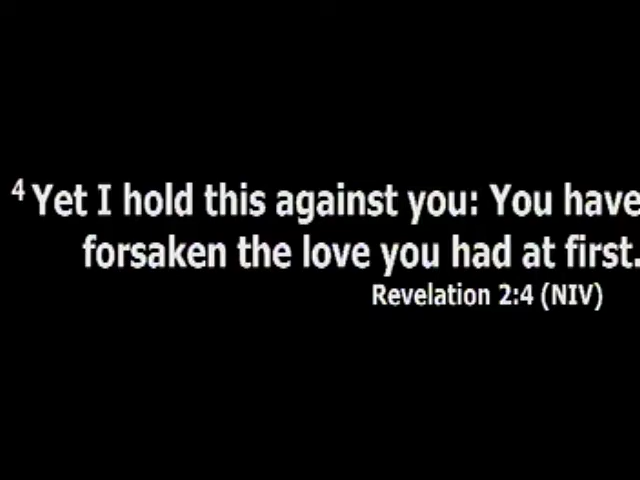 4 Yet I hold this against you: You have
forsaken the love you had at first.
Revelation 2:4 (NIV)